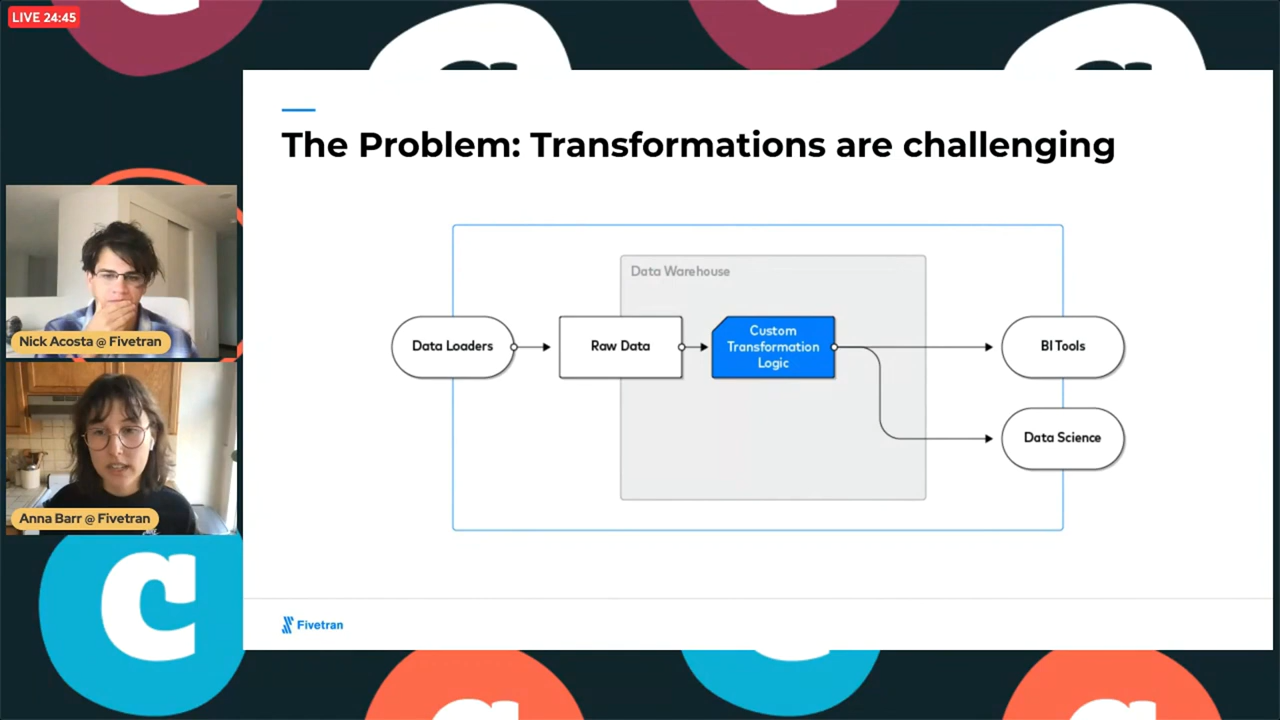 LIVE 24:45
The Problem: Transformations are challenging
Data Warehouse
Data Loaders
Raw Data
Custom
Transformation
Logic
BI Tools
Data Science
Nick Acosta @ Fivetran
Anna Barr @ Fivetran
Fivetran